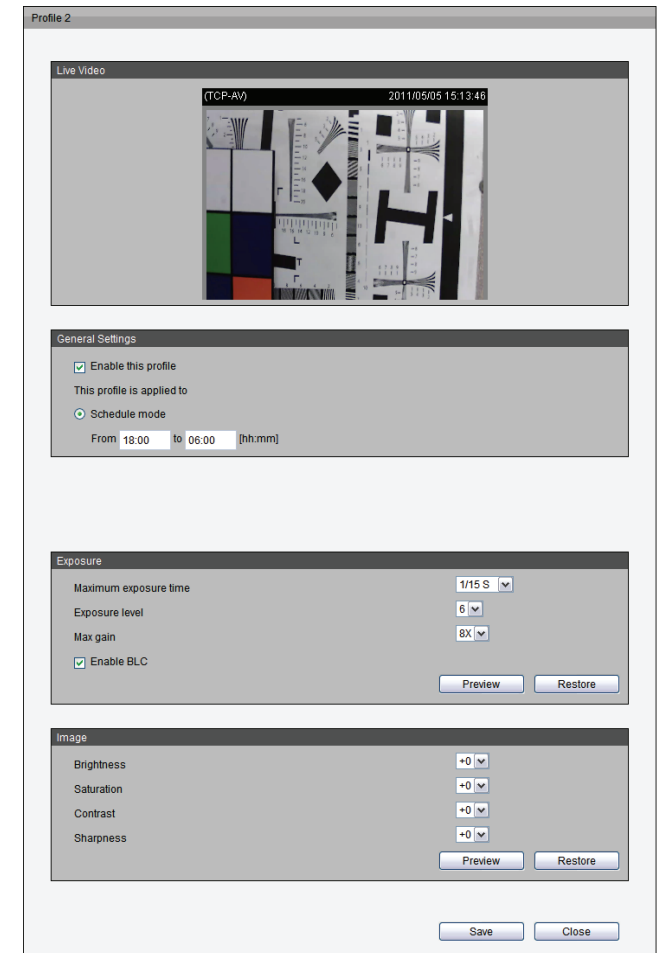 Profile 2
Live Video
(TCP-AV) 2011/05/05 15:13:46
General Settings
Enable this profile
This profile is applied to
Schedule mode
From 18:00 to 06:00 [hh:mm]
Exposure
Maximum exposure time 1/15 S
Exposure level 6
Max gain 8X
Enable BLC
Preview Restore
Image
Brightness +0
Saturation +0
Contrast +0
Sharpness +0
Preview Restore
Save Close